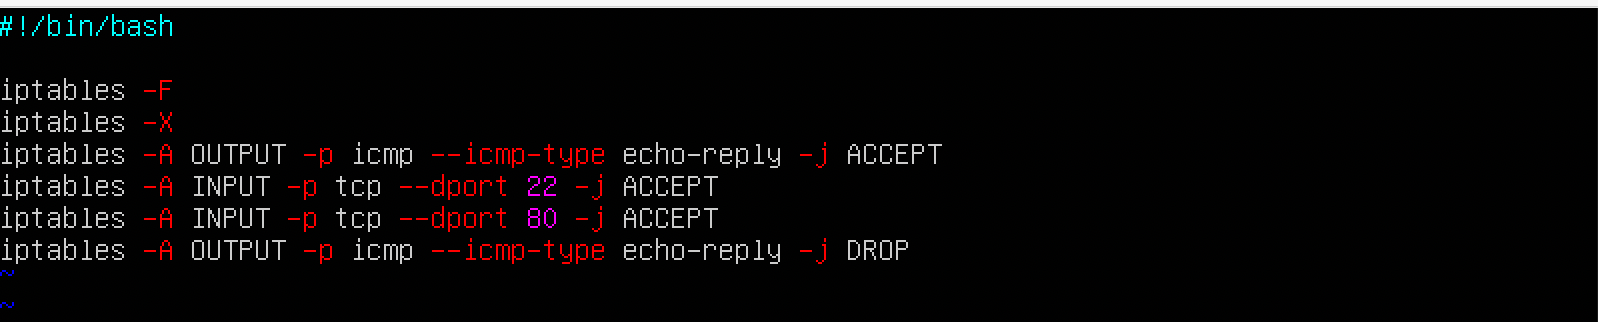 #!/bin/bash
iptables -F
iptables -X
iptables -A OUTPUT -p icmp --icmp-type echo-reply -j ACCEPT
iptables -A INPUT -p tcp --dport 22 -j ACCEPT
iptables -A INPUT -p tcp --dport 80 -j ACCEPT
iptables -A OUTPUT -p icmp --icmp-type echo-reply -j DROP
~
~